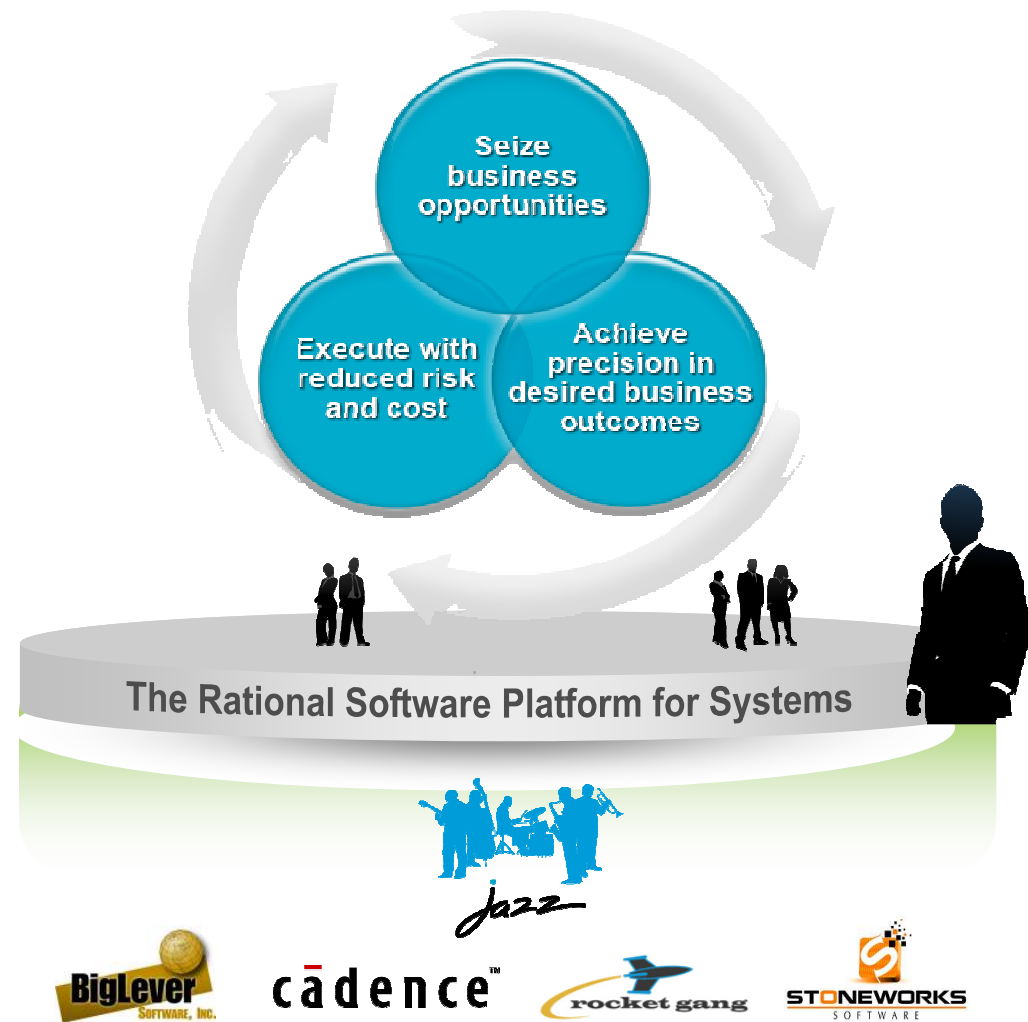 Seize
business
opportunities
Execute with
reduced risk
and cost
Achieve
precision in
desired business
outcomes
The Rational Software Platform for Systems
jazz
BigLever
SOFTWARE, INC.
cādence™
rocket gang
STONEWORKS
SOFTWARE